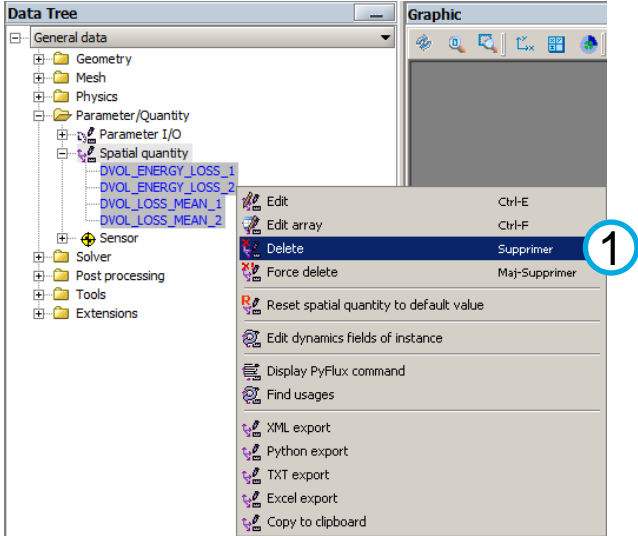 Data Tree
Graphic
General data
Geometry
Mesh
Physics
Parameter/Quantity
Parameter I/O
Spatial quantity
DVOL_ENERGY_LOSS_1
DVOL_ENERGY_LOSS_2
DVOL_LOSS_MEAN_1
DVOL_LOSS_MEAN_2
Sensor
Solver
Post processing
Tools
Extensions
Edit Ctrl-E
Edit array Ctrl-F
Delete Supprimer
1
Force delete Maj-Supprimer
Reset spatial quantity to default value
Edit dynamics fields of instance
Display PyFlux command
Find usages
XML export
Python export
TXT export
Excel export
Copy to clipboard